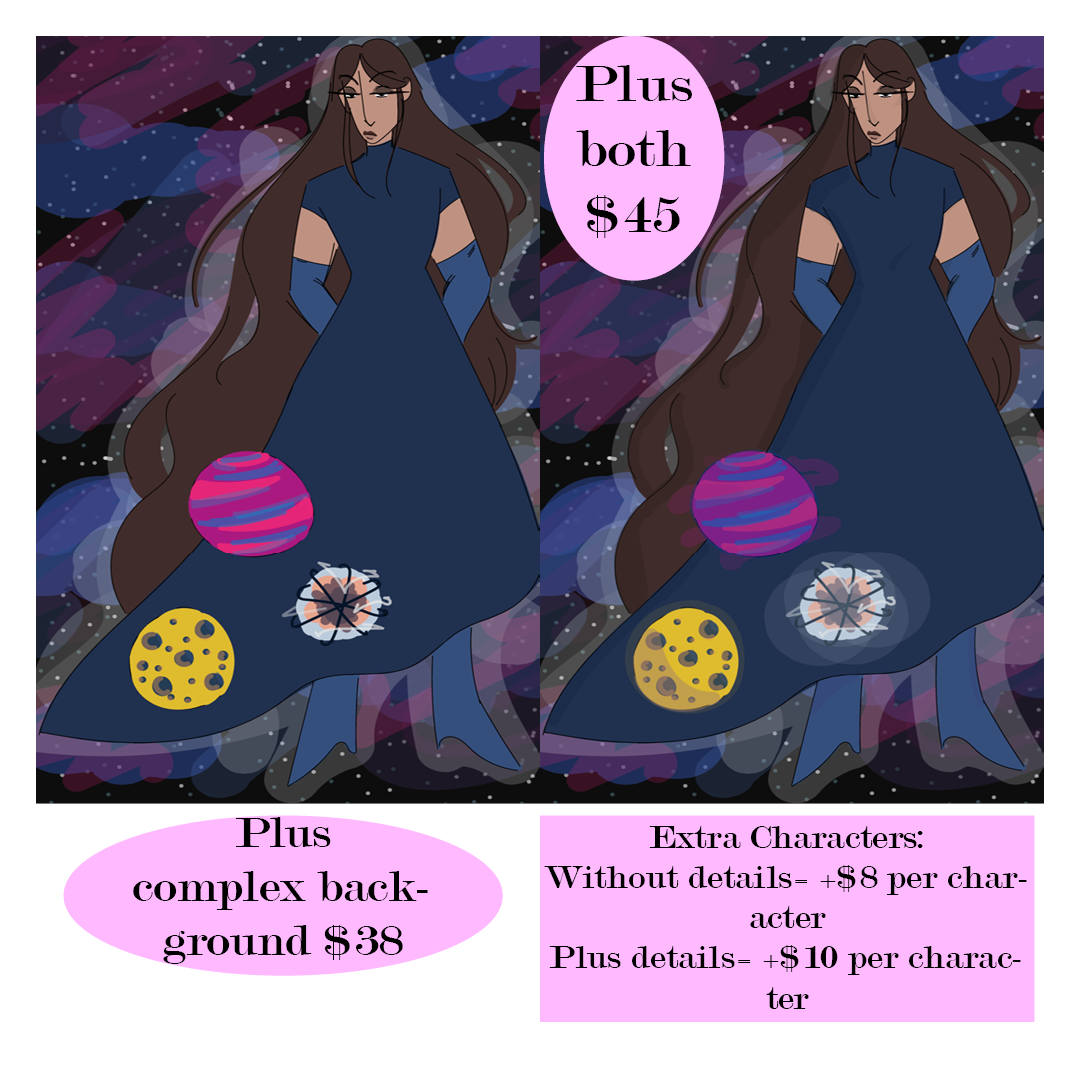 Plus
both
$45
Plus
complex back-
ground $38
Extra Characters:
Without details= +$8 per char-
acter
Plus details= +$10 per charac-
ter